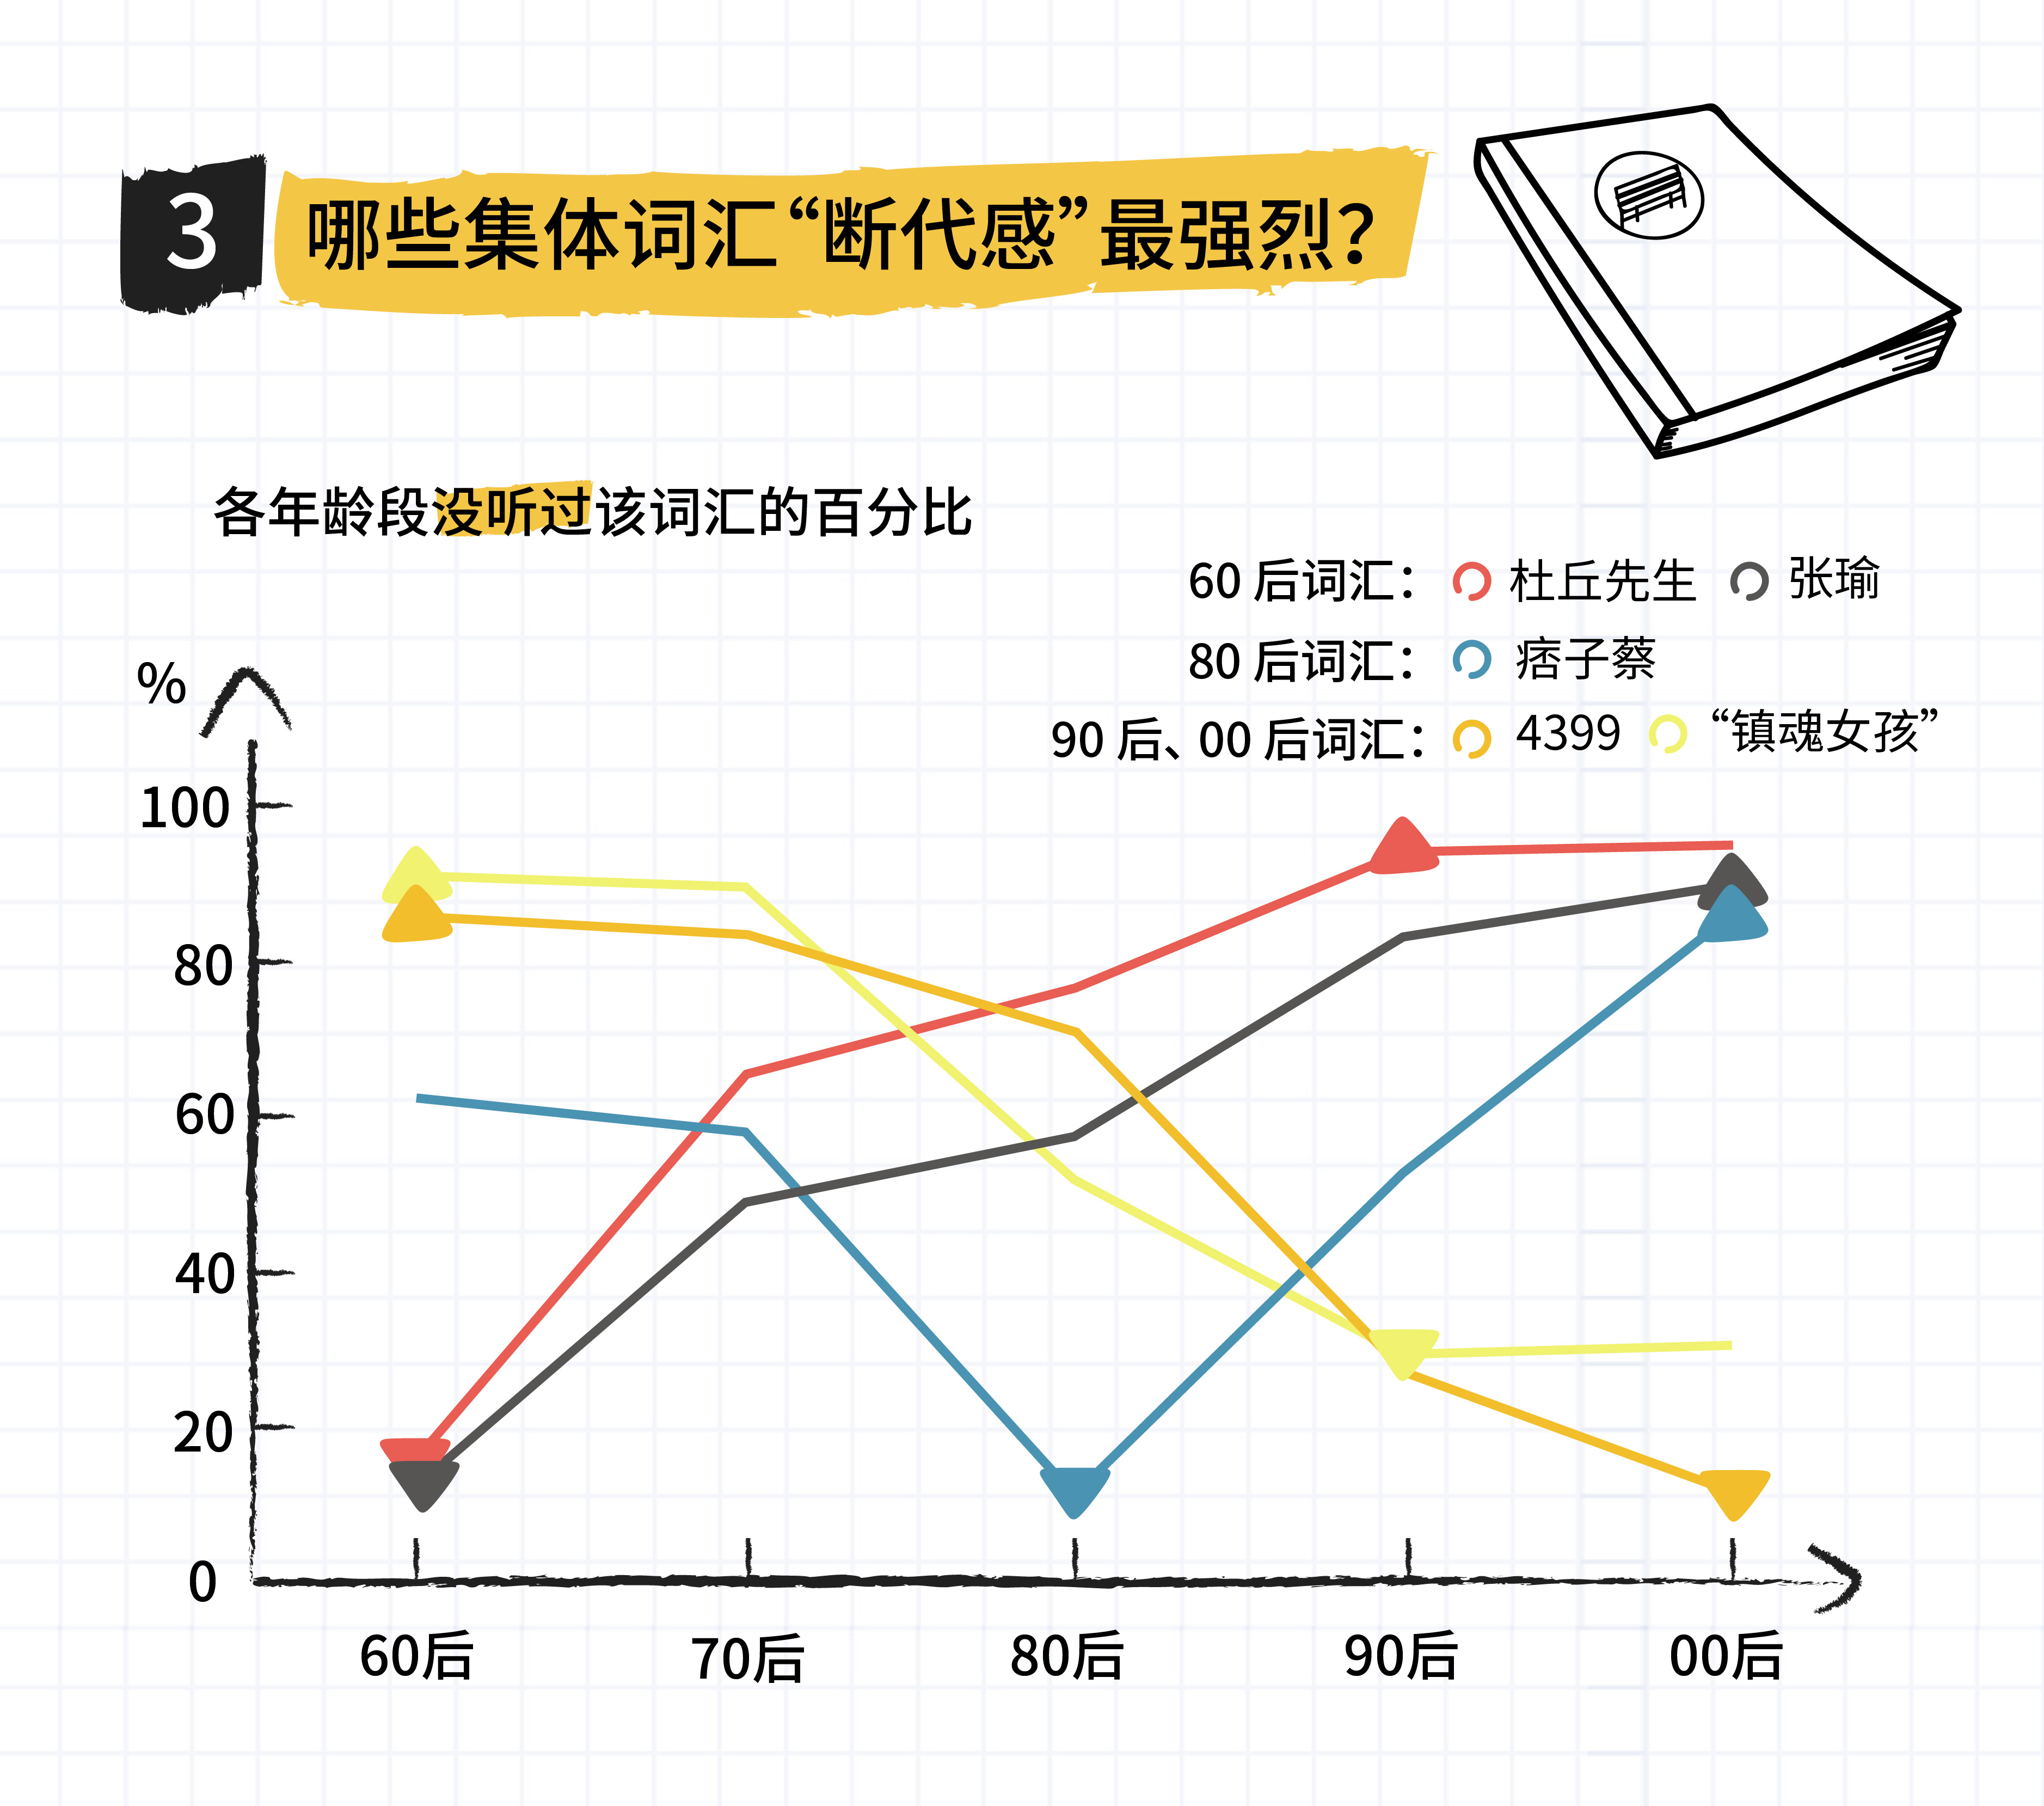 3 哪些集体词汇“断代感”最强烈?
各年龄段没听过该词汇的百分比
60 后词汇： 杜丘先生 张瑜
80 后词汇： 痞子蔡
90 后、00 后词汇： 4399 “镇魂女孩”
%
100
80
60
40
20
0
60后 70后 80后 90后 00后